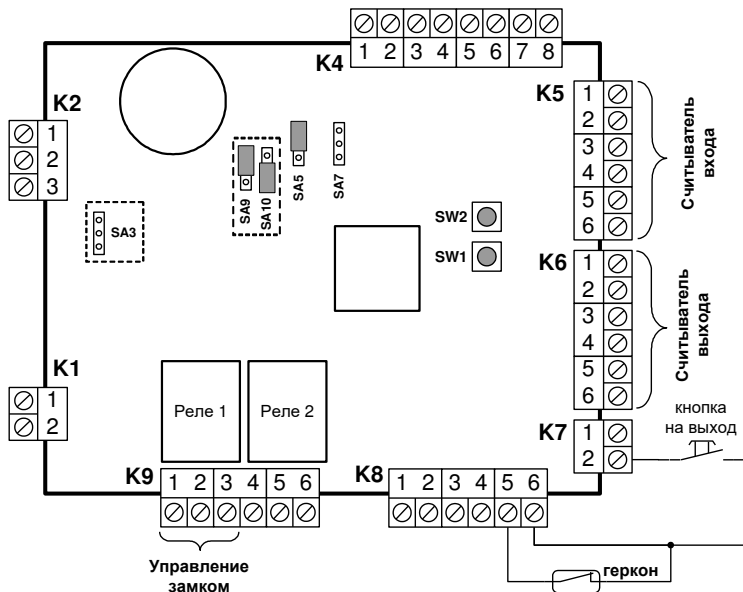 K4
1 2 3 4 5 6 7 8
K2
1
2
3
K5
1
2
3
4
5
6
Считыватель
входа
SA9
SA10
SA5
SA7
SA3
SW2
SW1
K6
1
2
3
4
5
6
Считыватель
выхода
K1
1
2
Реле 1
Реле 2
кнопка
на выход
K7
1
2
K9
1 2 3 4 5 6
K8
1 2 3 4 5 6
Управление
замком
геркон